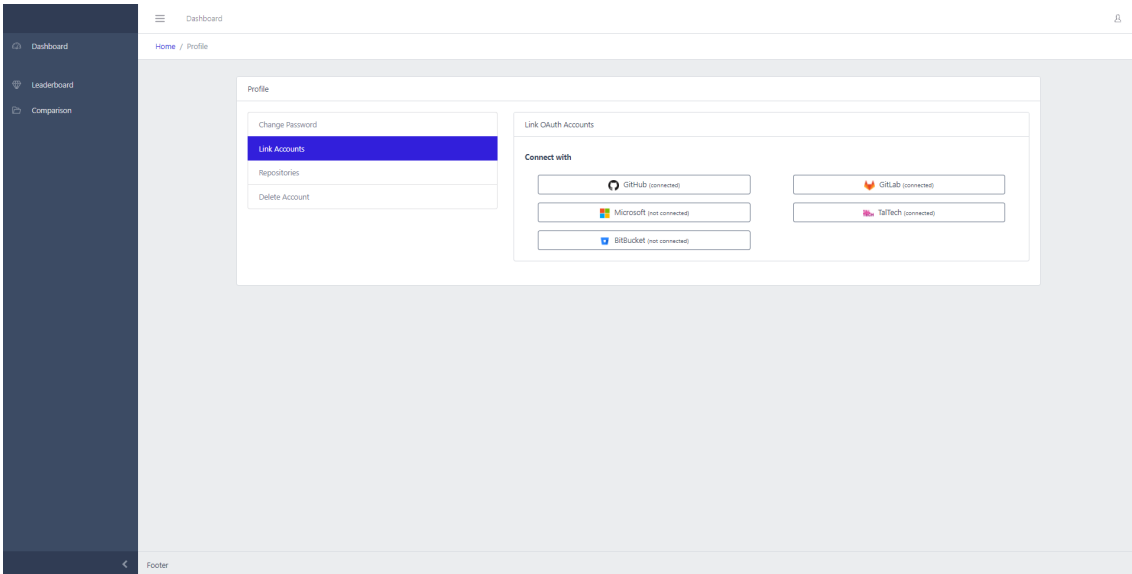 Dashboard
Dashboard
Home / Profile
Leaderboard
Comparison
Profile
Change Password
Link Accounts
Repositories
Delete Account
Link OAuth Accounts
Connect with
GitHub (connected)
GitLab (connected)
Microsoft (not connected)
TalTech (connected)
BitBucket (not connected)
Footer